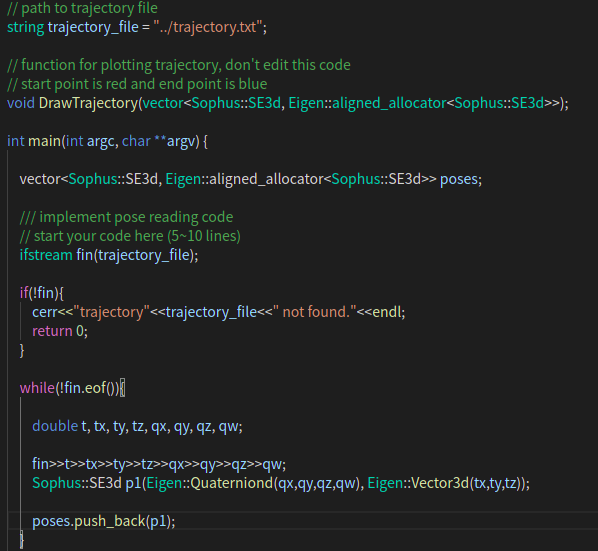 // path to trajectory file
string trajectory_file = "../trajectory.txt";
// function for plotting trajectory, don't edit this code
// start point is red and end point is blue
void DrawTrajectory(vector<Sophus::SE3d, Eigen::aligned_allocator<Sophus::SE3d>>);
int main(int argc, char **argv) {
vector<Sophus::SE3d, Eigen::aligned_allocator<Sophus::SE3d>> poses;
/// implement pose reading code
// start your code here (5~10 lines)
ifstream fin(trajectory_file);
if(!fin){
cerr<<"trajectory"<<trajectory_file<<" not found."<<endl;
return 0;
}
while(!fin.eof()){
double t, tx, ty, tz, qx, qy, qz, qw;
fin>>t>>tx>>ty>>tz>>qx>>qy>>qz>>qw;
Sophus::SE3d p1(Eigen::Quaterniond(qx,qy,qz,qw), Eigen::Vector3d(tx,ty,tz));
poses.push_back(p1);
}